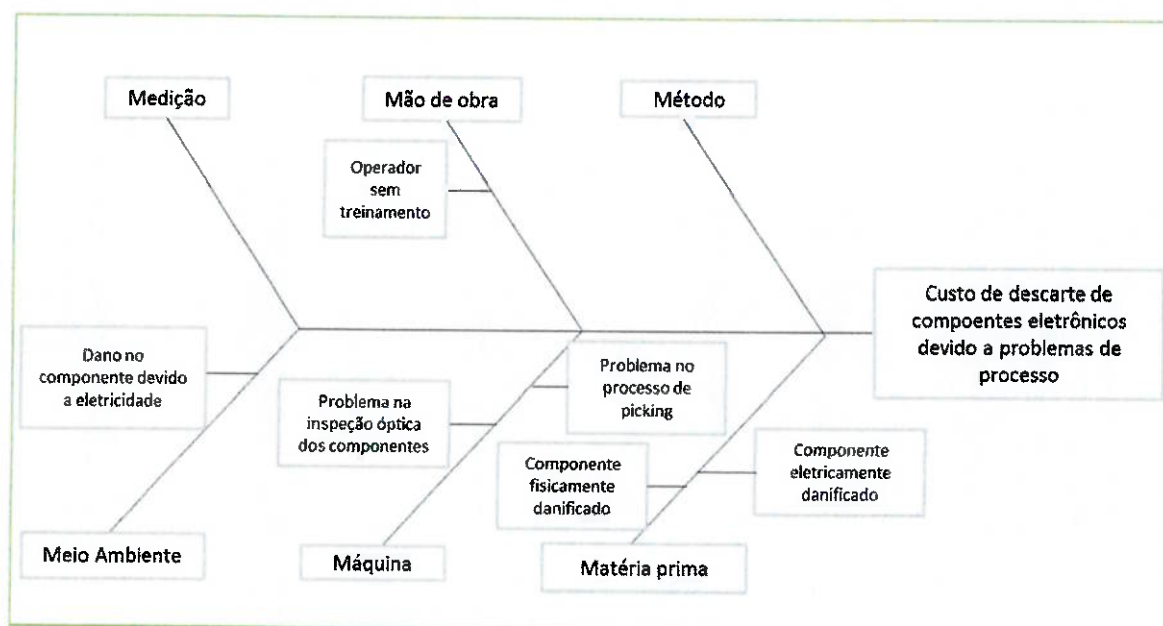 Medição
Mão de obra
Método
Operador
sem
treinamento
Custo de descarte de
compoentes eletrônicos
devido a problemas de
processo
Dano no
componente devido
a eletricidade
Problema na
inspeção óptica
dos componentes
Problema no
processo de
picking
Componente
fisicamente
danificado
Componente
eletricamente
danificado
Meio Ambiente
Máquina
Matéria prima